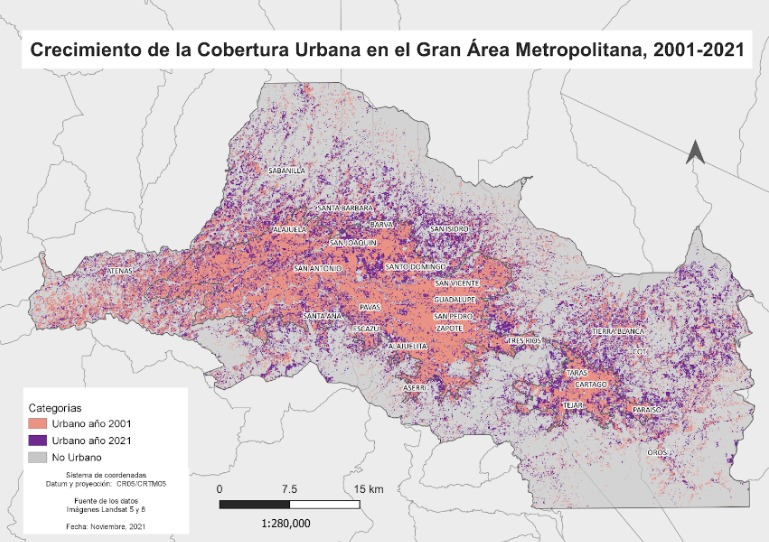 Crecimiento de la Cobertura Urbana en el Gran Área Metropolitana, 2001-2021
SABANILLA
SANTA BARBARA
BARVA
SAN ISIDRO
ALAJUELA
SAN JOAQUIN
ATENAS
SAN ANTONIO
SANTO DOMINGO
SAN VICENTE
GUADALUPE
PAVAS
SANTA ANA
SAN PEDRO
ESCAZU
ZAPOTE
TIERRA BLANCA
TRES RIOS
ALAJUELITA
COT
TARAS
CARTAGO
ASERRI
TEJAR
PARAISO
OROSI
Categorías
Urbano año 2001
Urbano año 2021
No Urbano
Sistema de coordenadas
Datum y proyección: CR05/CRTM05
Fuente de los datos
Imágenes Landsat 5 y 8
Fecha: Noviembre, 2021
0 7.5 15 km
1:280,000